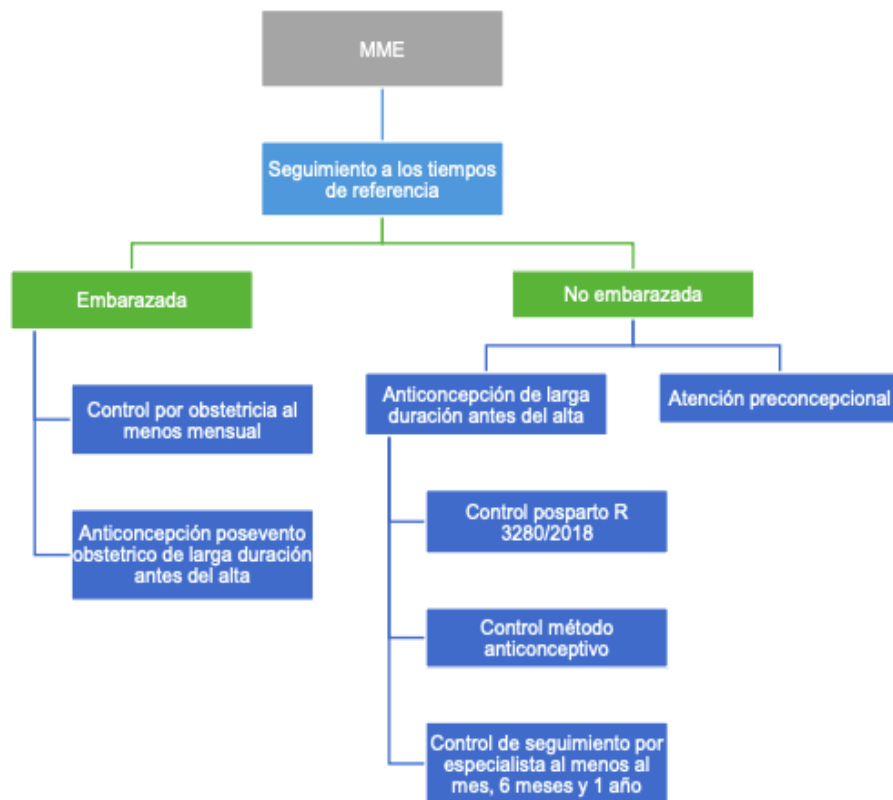 MME
Seguimiento a los tiempos
de referencia
Embarazada
No embarazada
Control por obstetricia al
menos mensual
Anticoncepción posevento
obstetrico de larga duración
antes del alta
Anticoncepción de larga
duración antes del alta
Atención preconcepcional
Control posparto R
3280/2018
Control método
anticonceptivo
Control de seguimiento por
especialista al menos al
mes, 6 meses y 1 año